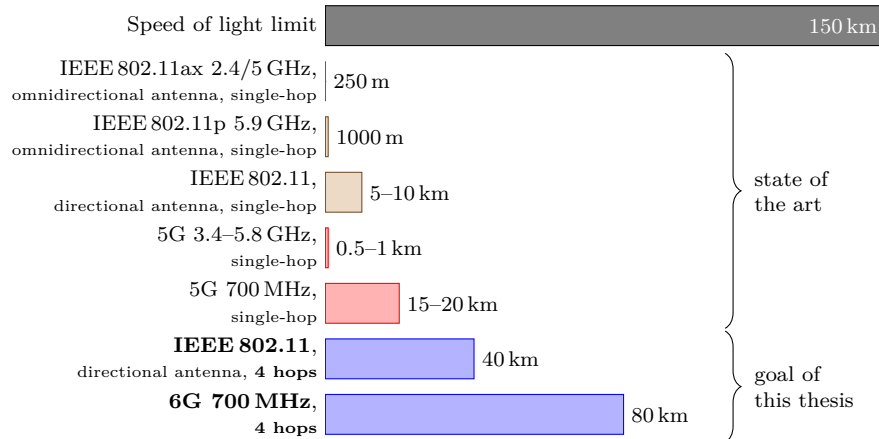 Speed of light limit
150 km
IEEE 802.11ax 2.4/5 GHz,
omnidirectional antenna, single-hop
250 m
IEEE 802.11p 5.9 GHz,
omnidirectional antenna, single-hop
1000 m
IEEE 802.11,
directional antenna, single-hop
5–10 km
5G 3.4–5.8 GHz,
single-hop
0.5–1 km
5G 700 MHz,
single-hop
15–20 km
state of
the art
IEEE 802.11,
directional antenna, 4 hops
40 km
6G 700 MHz,
4 hops
80 km
goal of
this thesis